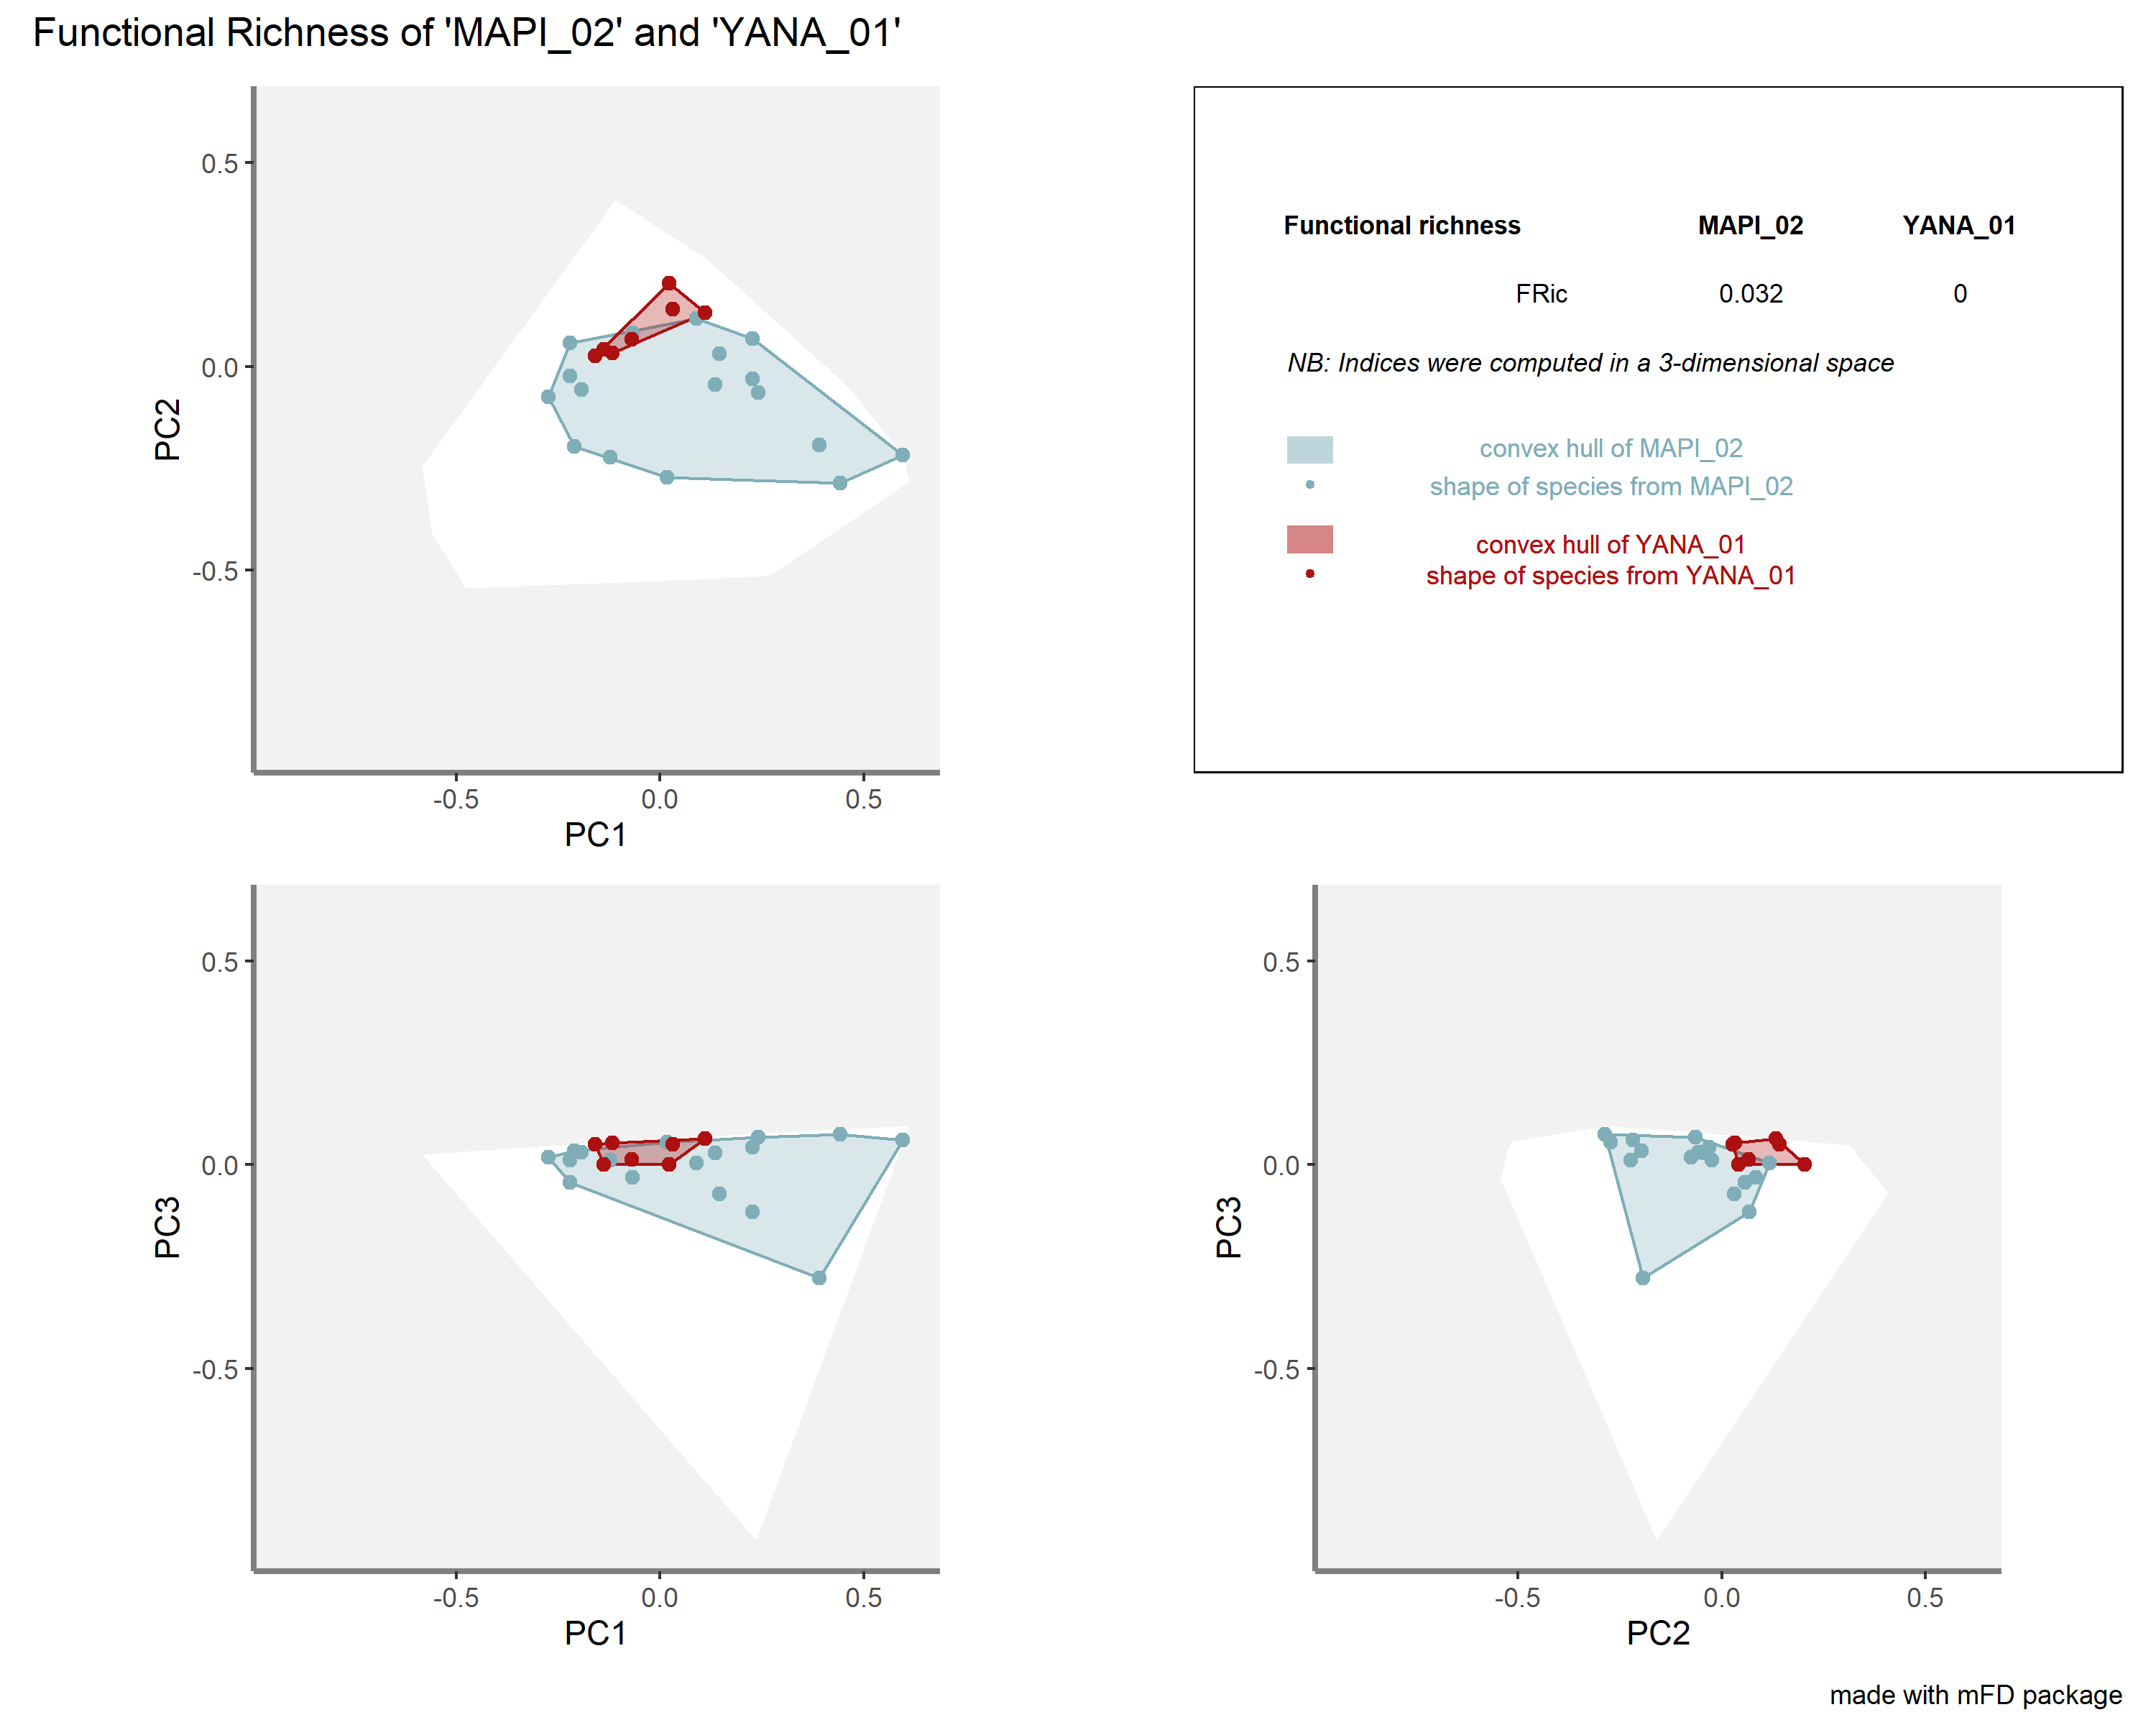 Functional Richness of 'MAPI_02' and 'YANA_01'
0.5
0.0
-0.5
PC2
-0.5 0.0 0.5
PC1
Functional richness MAPI_02 YANA_01
FRic 0.032 0
NB: Indices were computed in a 3-dimensional space
convex hull of MAPI_02
shape of species from MAPI_02
convex hull of YANA_01
shape of species from YANA_01
0.5
0.0
-0.5
PC3
-0.5 0.0 0.5
PC1
0.5
0.0
-0.5
PC3
-0.5 0.0 0.5
PC2
made with mFD package